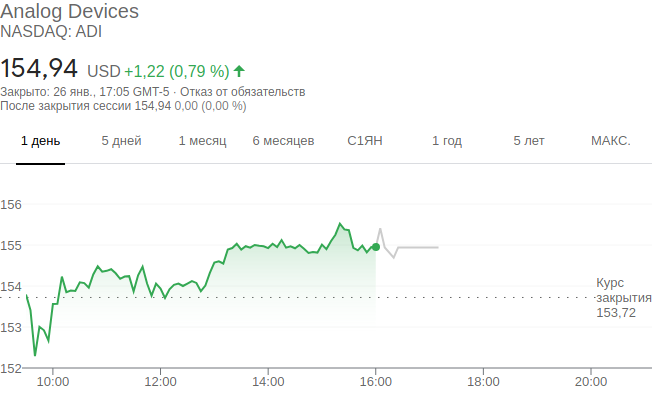 Analog Devices
NASDAQ: ADI
154,94 USD +1,22 (0,79 %)
Закрыто: 26 янв., 17:05 GMT-5 · Отказ от обязательств
После закрытия сессии 154,94 0,00 (0,00 %)
1 день 5 дней 1 месяц 6 месяцев С1ЯН 1 год 5 лет МАКС.
156
155
154
153
152
Курс
закрытия
153,72
10:00 12:00 14:00 16:00 18:00 20:00